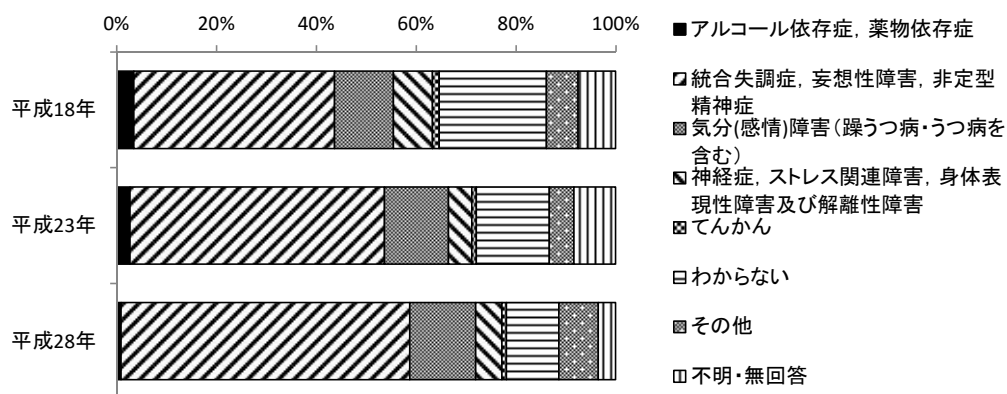 0% 20% 40% 60% 80% 100%
平成18年
平成23年
平成28年
アルコール依存症，薬物依存症
統合失調症，妄想性障害，非定型
精神症
気分(感情)障害（躁うつ病・うつ病を
含む）
神経症，ストレス関連障害，身体表
現性障害及び解離性障害
てんかん
わからない
その他
不明・無回答